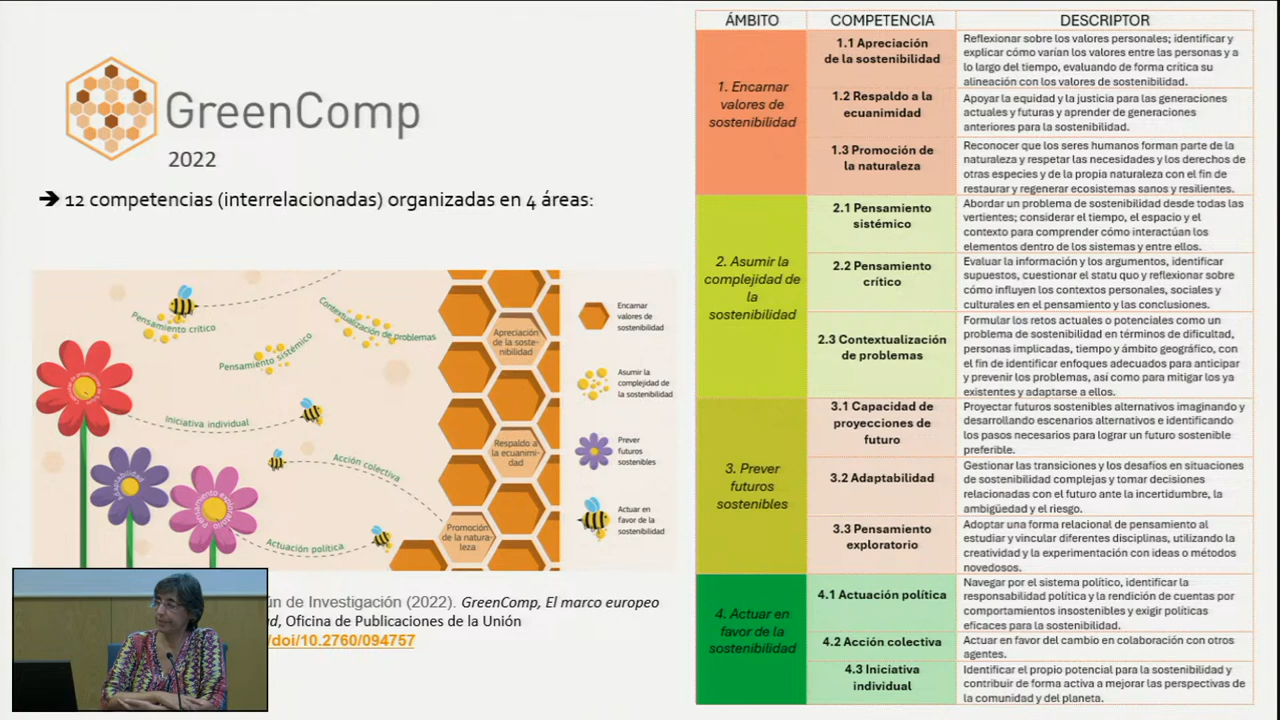 GreenComp
2022
➔ 12 competencias (interrelacionadas) organizadas en 4 áreas:
Pensamiento crítico
Contextualización de problemas
Pensamiento sistémico
Iniciativa individual
Acción colectiva
Actuación política
Adaptabilidad
Pensamiento exploratorio
Apreciación
de la soste-
nibilidad
Respaldo a
la ecuanimi-
dad
Promoción
de la natura-
leza
Encarnar
valores de
sostenibilidad
Asumir la
complejidad de
la sostenibilidad
Prever
futuros
sostenibles
Actuar en
favor de la
sostenibilidad
ún de Investigación (2022). GreenComp, El marco europeo
ad, Oficina de Publicaciones de la Unión
/doi/10.2760/094757
ÁMBITO COMPETENCIA DESCRIPTOR
1. Encarnar
valores de
sostenibilidad
1.1 Apreciación
de la sostenibilidad
Reflexionar sobre los valores personales; identificar y
explicar cómo varían los valores entre las personas y a
lo largo del tiempo, evaluando de forma crítica su
alineación con los valores de sostenibilidad.
1.2 Respaldo a la
ecuanimidad
Apoyar la equidad y la justicia para las generaciones
actuales y futuras y aprender de generaciones
anteriores para la sostenibilidad.
1.3 Promoción de
la naturaleza
Reconocer que los seres humanos forman parte de la
naturaleza y respetar las necesidades y los derechos de
otras especies y de la propia naturaleza con el fin de
restaurar y regenerar ecosistemas sanos y resilientes.
2. Asumir la
complejidad de
la
sostenibilidad
2.1 Pensamiento
sistémico
Abordar un problema de sostenibilidad desde todas las
vertientes; considerar el tiempo, el espacio y el
contexto para comprender cómo interactúan los
elementos dentro de los sistemas y entre ellos.
2.2 Pensamiento
crítico
Evaluar la información y los argumentos, identificar
supuestos, cuestionar el statu quo y reflexionar sobre
cómo influyen los contextos personales, sociales y
culturales en el pensamiento y las conclusiones.
2.3 Contextualización
de problemas
Formular los retos actuales o potenciales como un
problema de sostenibilidad en términos de dificultad,
personas implicadas, tiempo y ámbito geográfico, con
el fin de identificar enfoques adecuados para anticipar
y prevenir los problemas, así como para mitigar los ya
existentes y adaptarse a ellos.
3. Prever
futuros
sostenibles
3.1 Capacidad de
proyecciones de
futuro
Proyectar futuros sostenibles alternativos imaginando y
desarrollando escenarios alternativos e identificando
los pasos necesarios para lograr un futuro sostenible
preferible.
3.2 Adaptabilidad
Gestionar las transiciones y los desafíos en situaciones
de sostenibilidad complejas y tomar decisiones
relacionadas con el futuro ante la incertidumbre, la
ambigüedad y el riesgo.
3.3 Pensamiento
exploratorio
Adoptar una forma relacional de pensamiento al
estudiar y vincular diferentes disciplinas, utilizando la
creatividad y la experimentación con ideas o métodos
novedosos.
4. Actuar en
favor de la
sostenibilidad
4.1 Actuación política
Navegar por el sistema político, identificar la
responsabilidad política y la rendición de cuentas por
comportamientos insostenibles y exigir políticas
eficaces para la sostenibilidad.
4.2 Acción colectiva
Actuar en favor del cambio en colaboración con otros
agentes.
4.3 Iniciativa
individual
Identificar el propio potencial para la sostenibilidad y
contribuir de forma activa a mejorar las perspectivas de
la comunidad y del planeta.